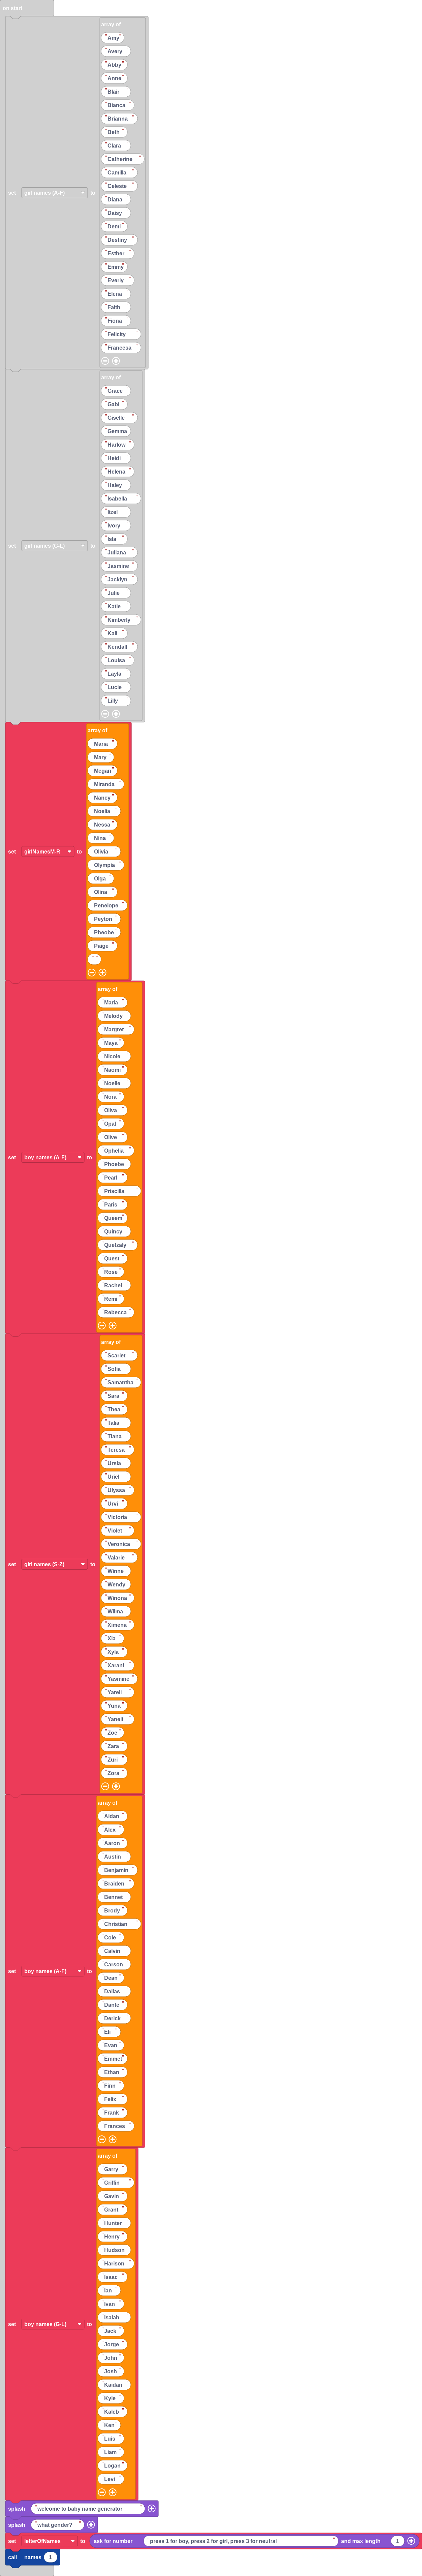 on start
set girl names (A-F) to array of
Amy
Avery
Abby
Anne
Blair
Bianca
Brianna
Beth
Clara
Catherine
Camilla
Celeste
Diana
Daisy
Demi
Destiny
Esther
Emmy
Everly
Elena
Faith
Fiona
Felicity
Francesa
set girl names (G-L) to array of
Grace
Gabi
Giselle
Gemma
Harlow
Heidi
Helena
Haley
Isabella
Itzel
Ivory
Isla
Juliana
Jasmine
Jacklyn
Julie
Katie
Kimberly
Kali
Kendall
Louisa
Layla
Lucie
Lilly
set girlNamesM-R to array of
Maria
Mary
Megan
Miranda
Nancy
Noelia
Nessa
Nina
Olivia
Olympia
Olga
Olina
Penelope
Peyton
Pheobe
Paige
set boy names (A-F) to array of
Maria
Melody
Margret
Maya
Nicole
Naomi
Noelle
Nora
Oliva
Opal
Olive
Ophelia
Phoebe
Pearl
Priscilla
Paris
Queem
Quincy
Quelzaly
Quest
Rose
Rachel
Remi
Rebecca
set girl names (S-Z) to array of
Scarlet
Sofia
Samantha
Sara
Thea
Talia
Tiana
Teresa
Ursla
Uriel
Ulyssa
Urvi
Victoria
Violet
Veronica
Valarie
Winne
Wendy
Winona
Wilma
Ximena
Xia
Xyla
Xarani
Yasmine
Yareli
Yuna
Yaneli
Zoe
Zara
Zuri
Zora
set boy names (A-F) to array of
Aidan
Alex
Aaron
Austin
Benjamin
Braiden
Bennet
Brody
Christian
Cole
Calvin
Carson
Dean
Dallas
Dante
Derick
Eli
Evan
Emmet
Ethan
Finn
Felix
Frank
Frances
set boy names (G-L) to array of
Garry
Griffin
Gavin
Grant
Hunter
Henry
Hudson
Harison
Isaac
Ian
Ivan
Isaiah
Jack
Jorge
John
Josh
Kaidan
Kyle
Kaleb
Ken
Luis
Liam
Logan
Levi
splash welcome to baby name generator
splash what gender?
set letterOfNames to ask for number press 1 for boy, press 2 for girl, press 3 for neutral and max length 1
call names 1